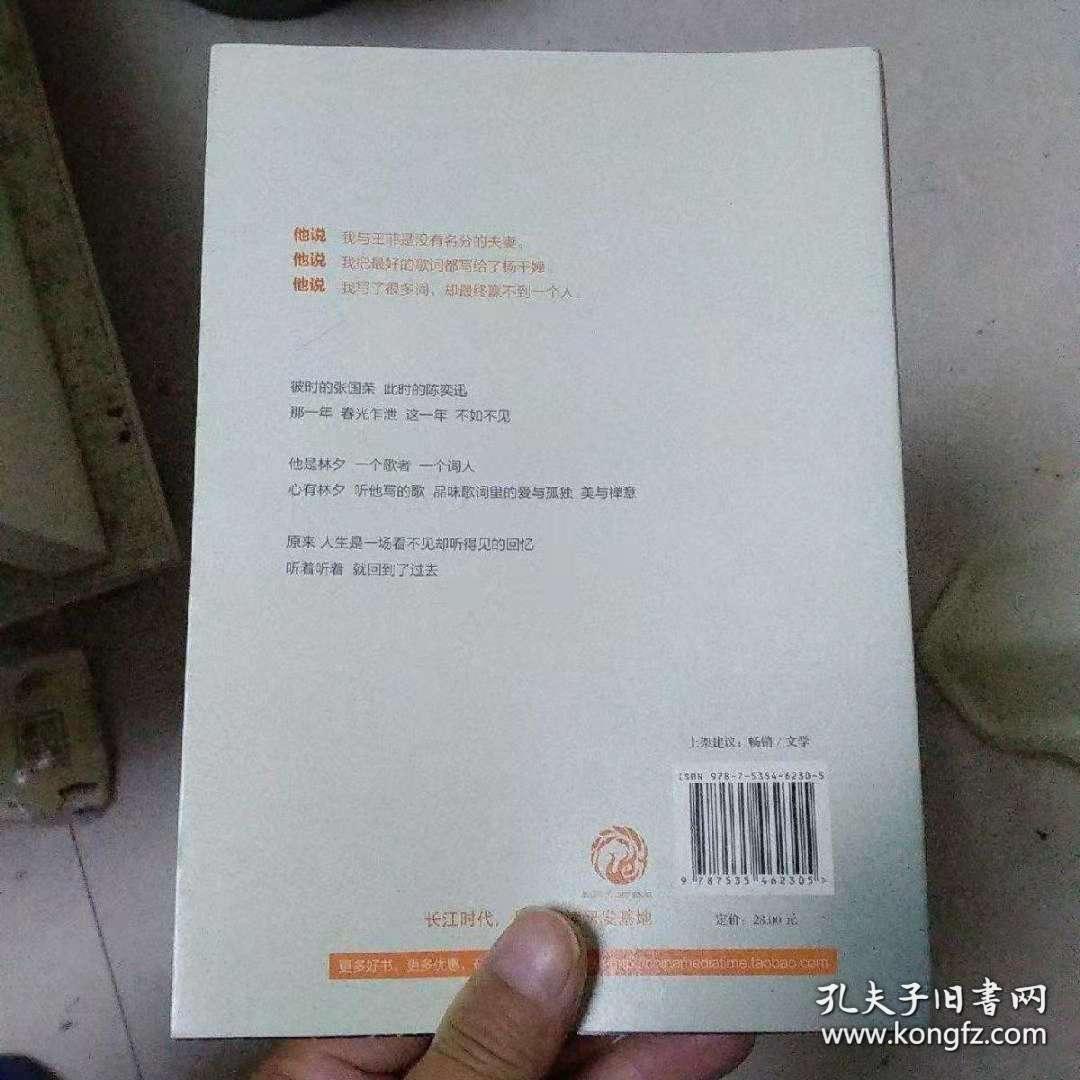 他说 我与王菲是没有名分的夫妻。
他说 我把最好的歌词都写给了杨千嬅。
他说 我写了很多词、却最终赢不到一个人。
彼时的张国荣 此时的陈奕迅
那一年 春光乍泄 这一年 不如不见
他是林夕 一个歌者 一个词人
心有林夕 听他写的歌 品味歌词里的爱与孤独 美与禅意
原来 人生是一场看不见却听得见的回忆
听着听着 就回到了过去
上架建议：畅销/文学
ISBN 978-7-5354-6230-5
9 787535 462305 >
长江时代，
发基地
定价：28.00 元
更多好书、更多优惠，
http://chinamediatime.taobao.com
孔夫子旧書网
www.kongfz.com